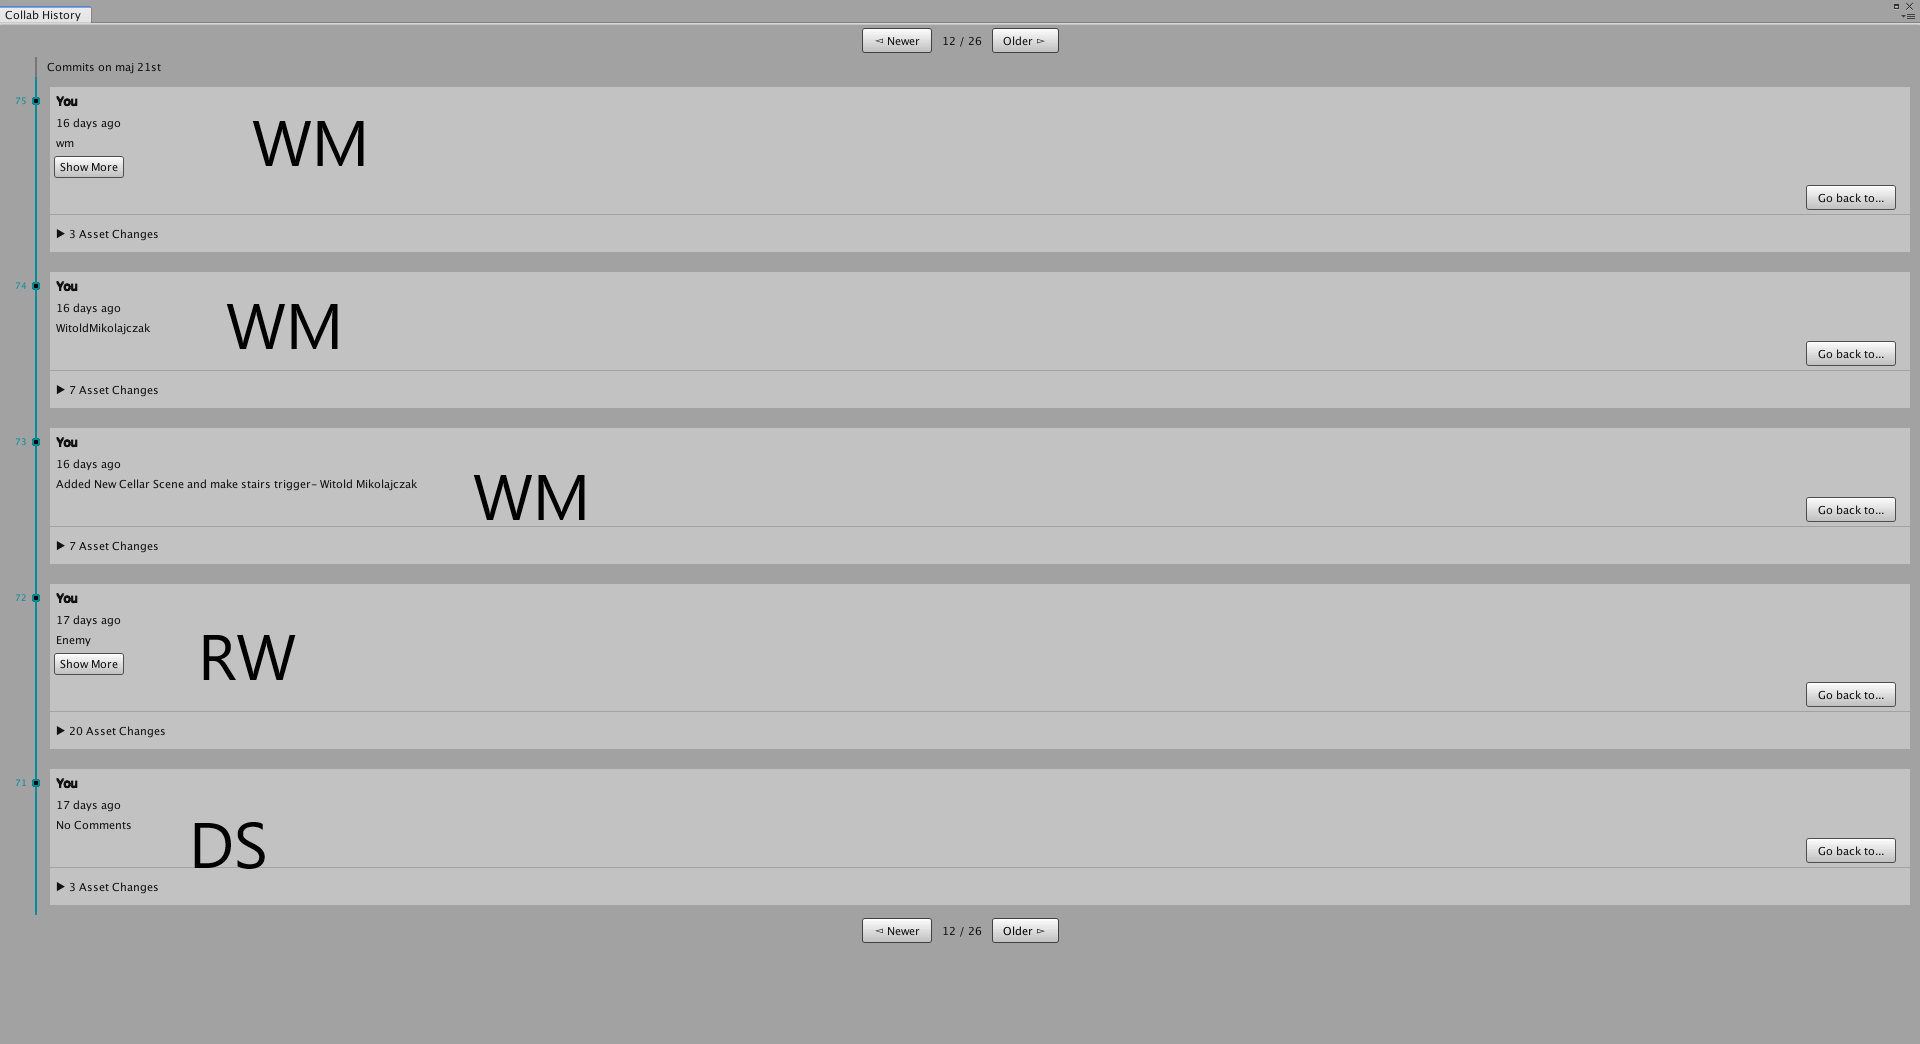 Collab History
◅ Newer 12 / 26 Older ▻
Commits on maj 21st
75 You
16 days ago
wm
WM
Show More
Go back to...
▶ 3 Asset Changes
74 You
16 days ago
WitoldMikolajczak
WM
Go back to...
▶ 7 Asset Changes
73 You
16 days ago
Added New Cellar Scene and make stairs trigger- Witold Mikolajczak
WM
Go back to...
▶ 7 Asset Changes
72 You
17 days ago
Enemy
RW
Show More
Go back to...
▶ 20 Asset Changes
71 You
17 days ago
No Comments
DS
Go back to...
▶ 3 Asset Changes
◅ Newer 12 / 26 Older ▻